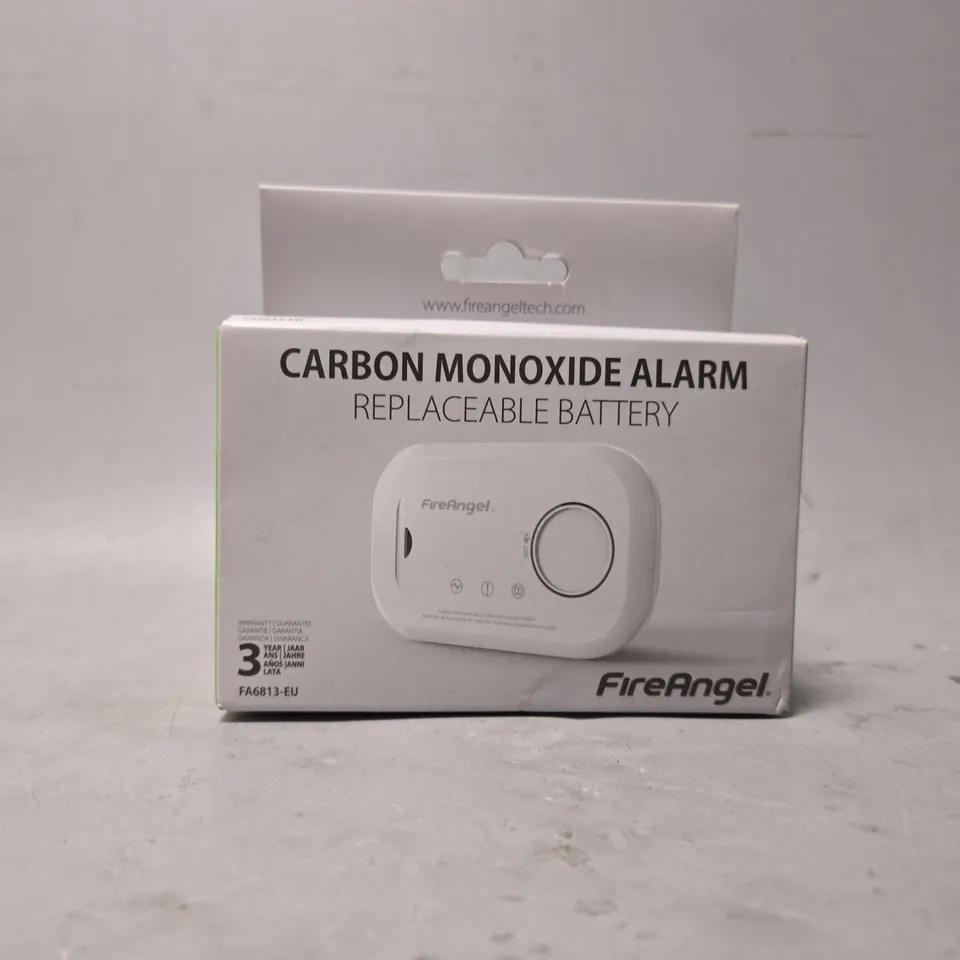 www.fireangeltech.com
CARBON MONOXIDE ALARM
REPLACEABLE BATTERY
FireAngel
WARRANTY | GUARANTEE
GARANTIE | GARANTIA
GARANZIA | GWARANCJI
3 YEAR | JAAR
ANS | JAHRE
AÑOS | ANNI
LATA
FA6813-EU
FireAngel